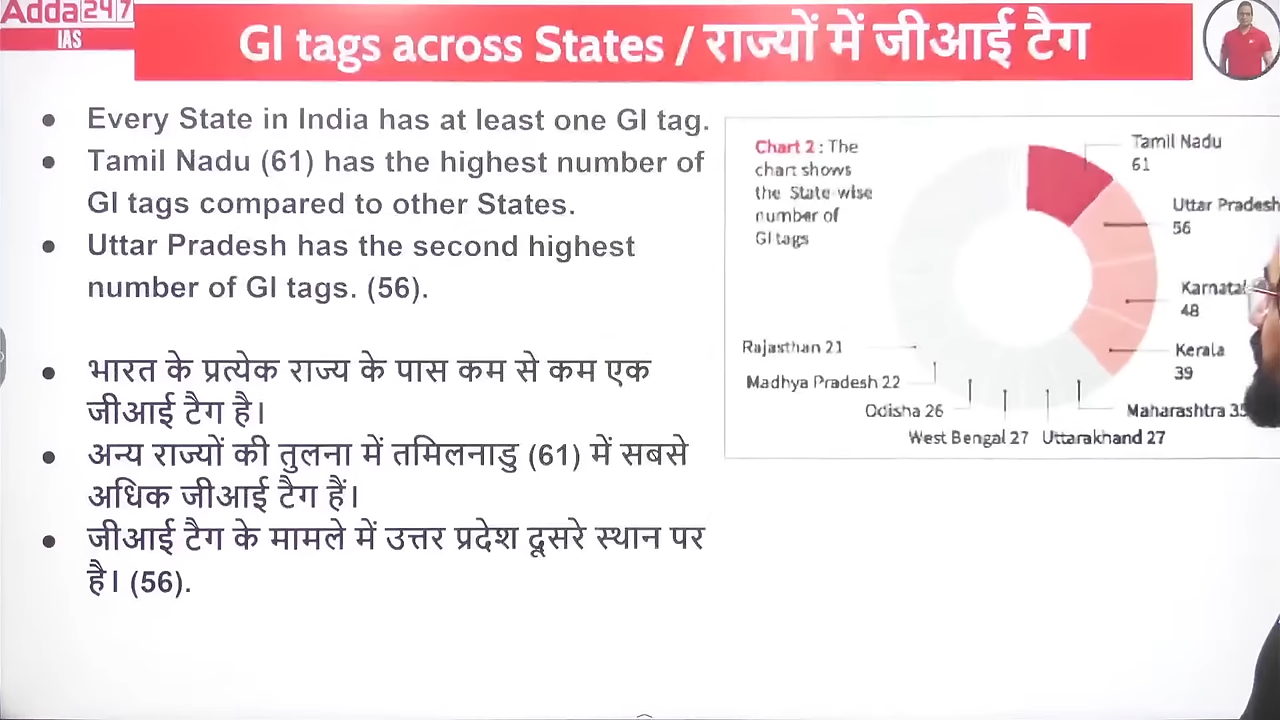 Adda 247
IAS
GI tags across States / राज्यों में जीआई टैग
● Every State in India has at least one GI tag.
● Tamil Nadu (61) has the highest number of
GI tags compared to other States.
● Uttar Pradesh has the second highest
number of GI tags. (56).
● भारत के प्रत्येक राज्य के पास कम से कम एक
जीआई टैग है।
● अन्य राज्यों की तुलना में तमिलनाडु (61) में सबसे
अधिक जीआई टैग हैं।
● जीआई टैग के मामले में उत्तर प्रदेश दूसरे स्थान पर
है। (56).
Chart 2 : The
chart shows
the State-wise
number of
GI tags
Tamil Nadu
61
Uttar Pradesh
56
Karnatak
48
Kerala
39
Maharashtra 35
Uttarakhand 27
West Bengal 27
Odisha 26
Madhya Pradesh 22
Rajasthan 21